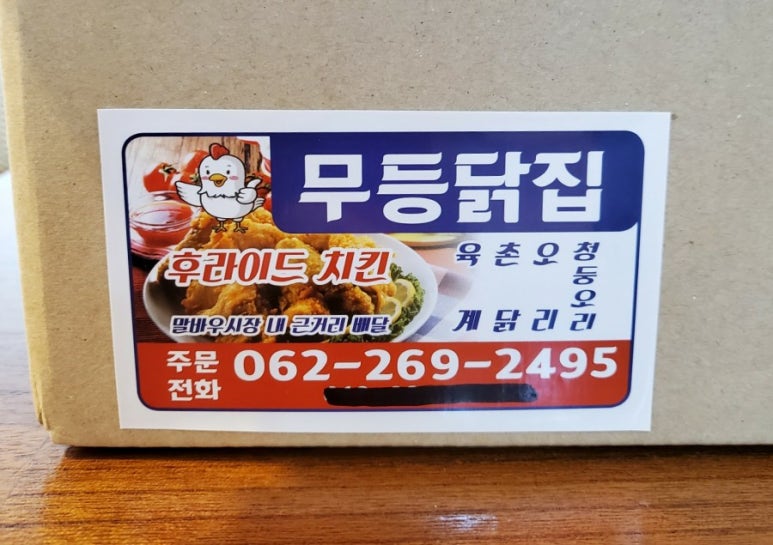 무등닭집
후라이드 치킨
말바우시장 내 근거리 배달
육계
촌닭
오리
청둥오리
주문
전화
062-269-2495